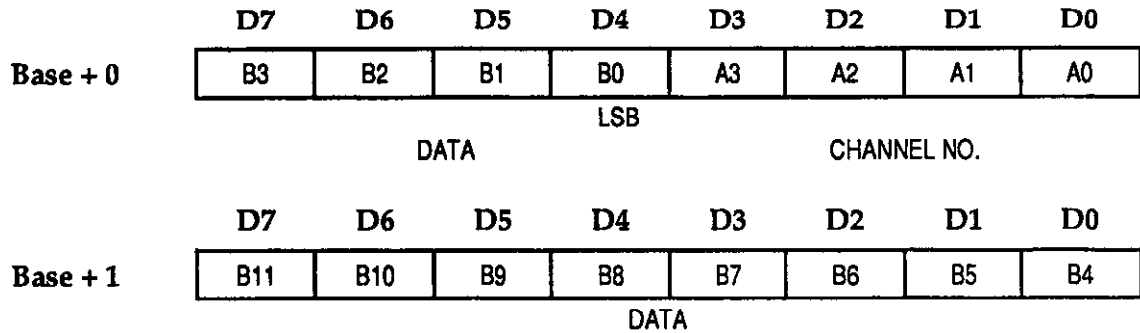 D7 D6 D5 D4 D3 D2 D1 D0
Base + 0 B3 B2 B1 B0 A3 A2 A1 A0
LSB
DATA CHANNEL NO.
D7 D6 D5 D4 D3 D2 D1 D0
Base + 1 B11 B10 B9 B8 B7 B6 B5 B4
DATA